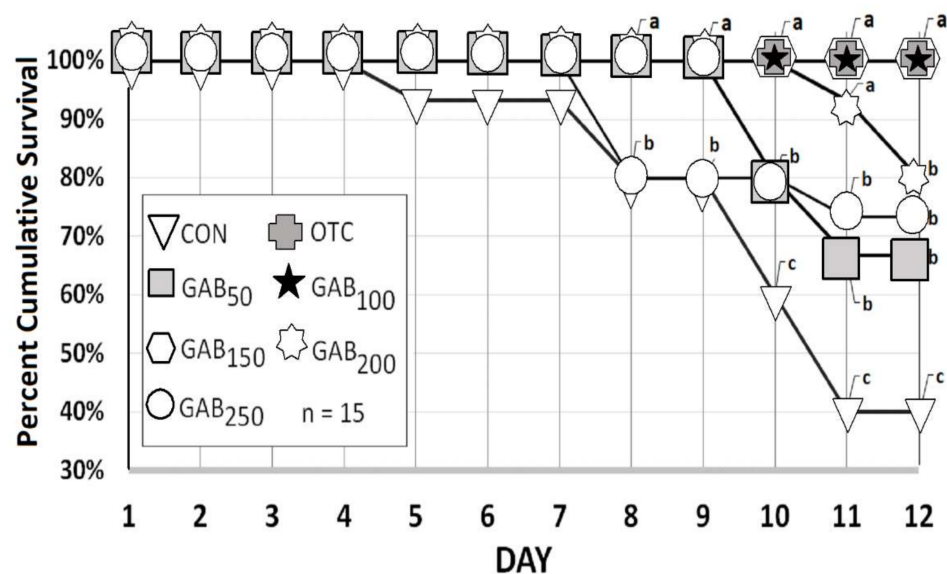 Percent Cumulative Survival
100%
90%
80%
70%
60%
50%
40%
30%
a a a a a
a
b b b b b
b
b
b
c
c c
CON OTC
GAB50 GAB100
GAB150 GAB200
GAB250 n = 15
1 2 3 4 5 6 7 8 9 10 11 12
DAY